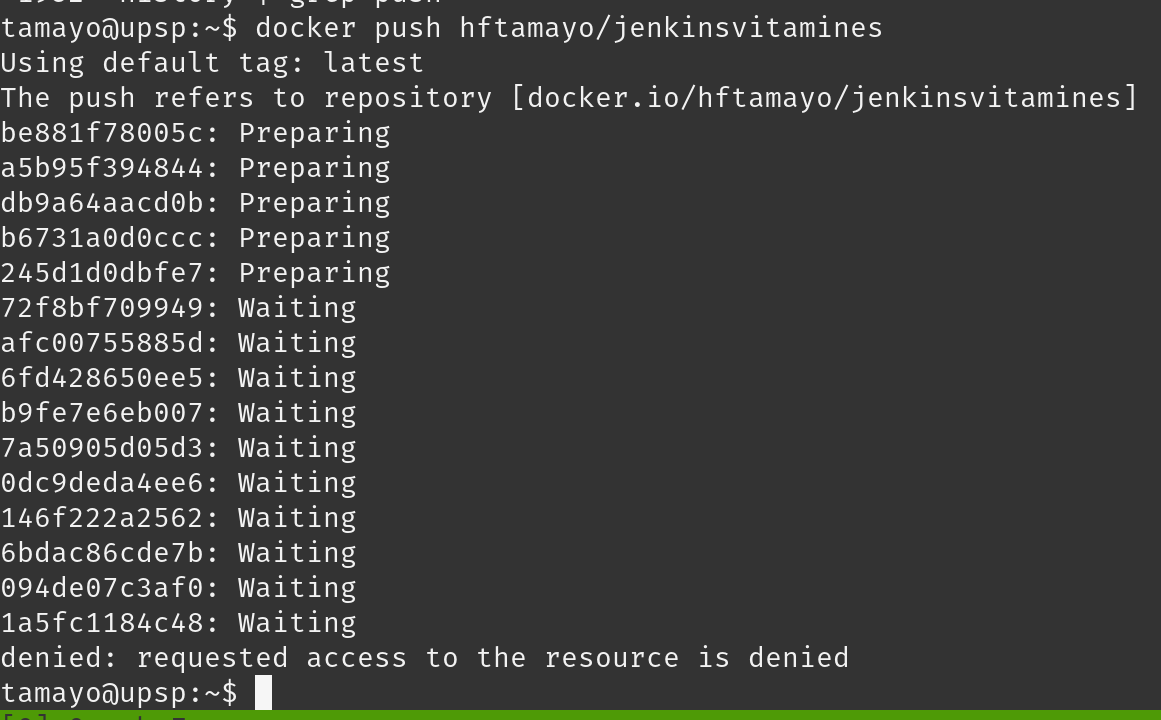 tamayo@upsp:~$ docker push hftamayo/jenkinsvitamines
Using default tag: latest
The push refers to repository [docker.io/hftamayo/jenkinsvitamines]
be881f78005c: Preparing
a5b95f394844: Preparing
db9a64aacd0b: Preparing
b6731a0d0ccc: Preparing
245d1d0dbfe7: Preparing
72f8bf709949: Waiting
afc00755885d: Waiting
6fd428650ee5: Waiting
b9fe7e6eb007: Waiting
7a50905d05d3: Waiting
0dc9deda4ee6: Waiting
146f222a2562: Waiting
6bdac86cde7b: Waiting
094de07c3af0: Waiting
1a5fc1184c48: Waiting
denied: requested access to the resource is denied
tamayo@upsp:~$